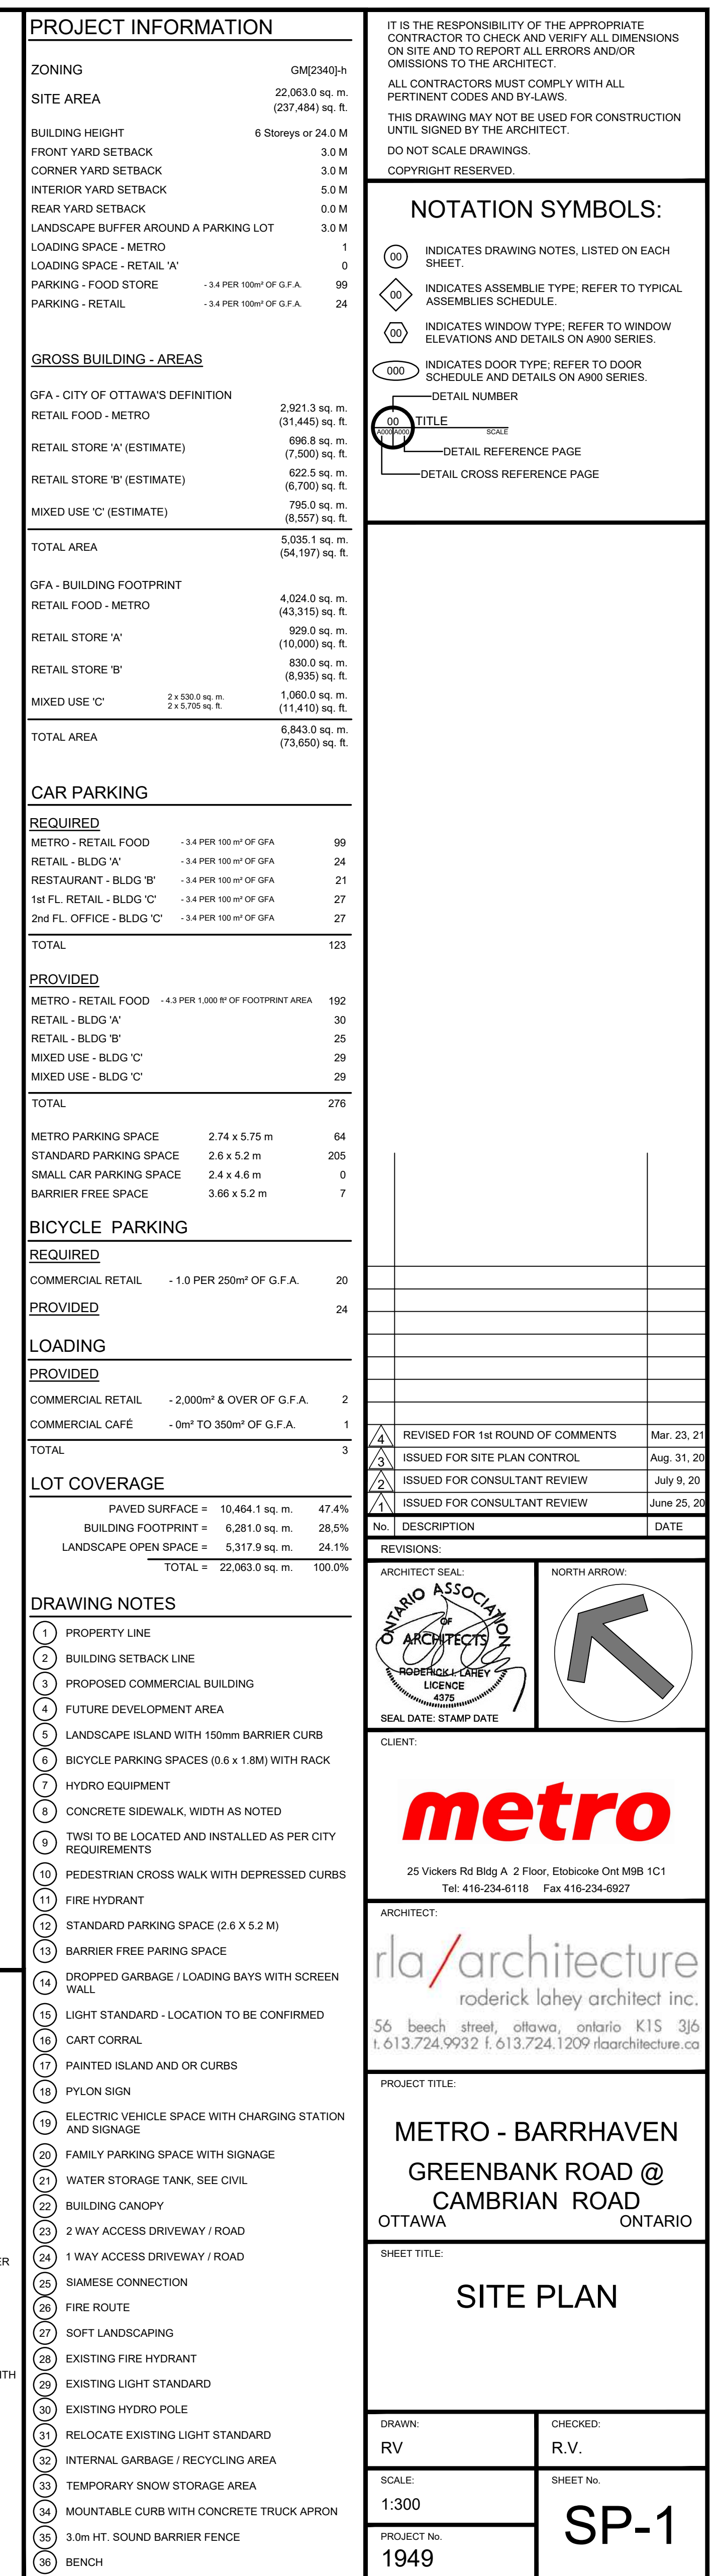 PROJECT INFORMATION
ZONING GM[2340]-h
SITE AREA 22,063.0 sq. m.
(237,484) sq. ft.
BUILDING HEIGHT 6 Storeys or 24.0 M
FRONT YARD SETBACK 3.0 M
CORNER YARD SETBACK 3.0 M
INTERIOR YARD SETBACK 5.0 M
REAR YARD SETBACK 0.0 M
LANDSCAPE BUFFER AROUND A PARKING LOT 3.0 M
LOADING SPACE - METRO 1
LOADING SPACE - RETAIL 'A' 0
PARKING - FOOD STORE - 3.4 PER 100m² OF G.F.A. 99
PARKING - RETAIL - 3.4 PER 100m² OF G.F.A. 24
GROSS BUILDING - AREAS
GFA - CITY OF OTTAWA'S DEFINITION
RETAIL FOOD - METRO 2,921.3 sq. m.
(31,445) sq. ft.
RETAIL STORE 'A' (ESTIMATE) 696.8 sq. m.
(7,500) sq. ft.
RETAIL STORE 'B' (ESTIMATE) 622.5 sq. m.
(6,700) sq. ft.
MIXED USE 'C' (ESTIMATE) 795.0 sq. m.
(8,557) sq. ft.
TOTAL AREA 5,035.1 sq. m.
(54,197) sq. ft.
GFA - BUILDING FOOTPRINT
RETAIL FOOD - METRO 4,024.0 sq. m.
(43,315) sq. ft.
RETAIL STORE 'A' 929.0 sq. m.
(10,000) sq. ft.
RETAIL STORE 'B' 830.0 sq. m.
(8,935) sq. ft.
MIXED USE 'C' 2 x 530.0 sq. m. 1,060.0 sq. m.
2 x 5,705 sq. ft. (11,410) sq. ft.
TOTAL AREA 6,843.0 sq. m.
(73,650) sq. ft.
CAR PARKING
REQUIRED
METRO - RETAIL FOOD - 3.4 PER 100 m² OF GFA 99
RETAIL - BLDG 'A' - 3.4 PER 100 m² OF GFA 24
RESTAURANT - BLDG 'B' - 3.4 PER 100 m² OF GFA 21
1st FL. RETAIL - BLDG 'C' - 3.4 PER 100 m² OF GFA 27
2nd FL. OFFICE - BLDG 'C' - 3.4 PER 100 m² OF GFA 27
TOTAL 123
PROVIDED
METRO - RETAIL FOOD - 4.3 PER 1,000 ft² OF FOOTPRINT AREA 192
RETAIL - BLDG 'A' 30
RETAIL - BLDG 'B' 25
MIXED USE - BLDG 'C' 29
MIXED USE - BLDG 'C' 29
TOTAL 276
METRO PARKING SPACE 2.74 x 5.75 m 64
STANDARD PARKING SPACE 2.6 x 5.2 m 205
SMALL CAR PARKING SPACE 2.4 x 4.6 m 0
BARRIER FREE SPACE 3.66 x 5.2 m 7
BICYCLE PARKING
REQUIRED
COMMERCIAL RETAIL - 1.0 PER 250m² OF G.F.A. 20
PROVIDED 24
LOADING
PROVIDED
COMMERCIAL RETAIL - 2,000m² & OVER OF G.F.A. 2
COMMERCIAL CAFÉ - 0m² TO 350m² OF G.F.A. 1
TOTAL 3
LOT COVERAGE
PAVED SURFACE = 10,464.1 sq. m. 47.4%
BUILDING FOOTPRINT = 6,281.0 sq. m. 28,5%
LANDSCAPE OPEN SPACE = 5,317.9 sq. m. 24.1%
TOTAL = 22,063.0 sq. m. 100.0%
DRAWING NOTES
1 PROPERTY LINE
2 BUILDING SETBACK LINE
3 PROPOSED COMMERCIAL BUILDING
4 FUTURE DEVELOPMENT AREA
5 LANDSCAPE ISLAND WITH 150mm BARRIER CURB
6 BICYCLE PARKING SPACES (0.6 x 1.8M) WITH RACK
7 HYDRO EQUIPMENT
8 CONCRETE SIDEWALK, WIDTH AS NOTED
9 TWSI TO BE LOCATED AND INSTALLED AS PER CITY
REQUIREMENTS
10 PEDESTRIAN CROSS WALK WITH DEPRESSED CURBS
11 FIRE HYDRANT
12 STANDARD PARKING SPACE (2.6 X 5.2 M)
13 BARRIER FREE PARING SPACE
14 DROPPED GARBAGE / LOADING BAYS WITH SCREEN
WALL
15 LIGHT STANDARD - LOCATION TO BE CONFIRMED
16 CART CORRAL
17 PAINTED ISLAND AND OR CURBS
18 PYLON SIGN
19 ELECTRIC VEHICLE SPACE WITH CHARGING STATION
AND SIGNAGE
20 FAMILY PARKING SPACE WITH SIGNAGE
21 WATER STORAGE TANK, SEE CIVIL
22 BUILDING CANOPY
23 2 WAY ACCESS DRIVEWAY / ROAD
24 1 WAY ACCESS DRIVEWAY / ROAD
25 SIAMESE CONNECTION
26 FIRE ROUTE
27 SOFT LANDSCAPING
28 EXISTING FIRE HYDRANT
29 EXISTING LIGHT STANDARD
30 EXISTING HYDRO POLE
31 RELOCATE EXISTING LIGHT STANDARD
32 INTERNAL GARBAGE / RECYCLING AREA
33 TEMPORARY SNOW STORAGE AREA
34 MOUNTABLE CURB WITH CONCRETE TRUCK APRON
35 3.0m HT. SOUND BARRIER FENCE
36 BENCH
ER
ITH
IT IS THE RESPONSIBILITY OF THE APPROPRIATE
CONTRACTOR TO CHECK AND VERIFY ALL DIMENSIONS
ON SITE AND TO REPORT ALL ERRORS AND/OR
OMISSIONS TO THE ARCHITECT.
ALL CONTRACTORS MUST COMPLY WITH ALL
PERTINENT CODES AND BY-LAWS.
THIS DRAWING MAY NOT BE USED FOR CONSTRUCTION
UNTIL SIGNED BY THE ARCHITECT.
DO NOT SCALE DRAWINGS.
COPYRIGHT RESERVED.
NOTATION SYMBOLS:
00 INDICATES DRAWING NOTES, LISTED ON EACH
SHEET.
00 INDICATES ASSEMBLIE TYPE; REFER TO TYPICAL
ASSEMBLIES SCHEDULE.
00 INDICATES WINDOW TYPE; REFER TO WINDOW
ELEVATIONS AND DETAILS ON A900 SERIES.
000 INDICATES DOOR TYPE; REFER TO DOOR
SCHEDULE AND DETAILS ON A900 SERIES.
DETAIL NUMBER
00 TITLE
A000 A000 SCALE
DETAIL REFERENCE PAGE
DETAIL CROSS REFERENCE PAGE
4 REVISED FOR 1st ROUND OF COMMENTS Mar. 23, 21
3 ISSUED FOR SITE PLAN CONTROL Aug. 31, 20
2 ISSUED FOR CONSULTANT REVIEW July 9, 20
1 ISSUED FOR CONSULTANT REVIEW June 25, 20
No. DESCRIPTION DATE
REVISIONS:
ARCHITECT SEAL:
ONTARIO ASSOCIATION
OF
ARCHITECTS
RODERICK I. LAHEY
LICENCE
4375
SEAL DATE: STAMP DATE
NORTH ARROW:
CLIENT:
metro
25 Vickers Rd Bldg A 2 Floor, Etobicoke Ont M9B 1C1
Tel: 416-234-6118 Fax 416-234-6927
ARCHITECT:
rla/architecture
roderick lahey architect inc.
56 beech street, ottawa, ontario K1S 3J6
t. 613.724.9932 f. 613.724.1209 rlaarchitecture.ca
PROJECT TITLE:
METRO - BARRHAVEN
GREENBANK ROAD @
CAMBRIAN ROAD
OTTAWA ONTARIO
SHEET TITLE:
SITE PLAN
DRAWN:
RV
CHECKED:
R.V.
SCALE:
1:300
SHEET No.
SP-1
PROJECT No.
1949